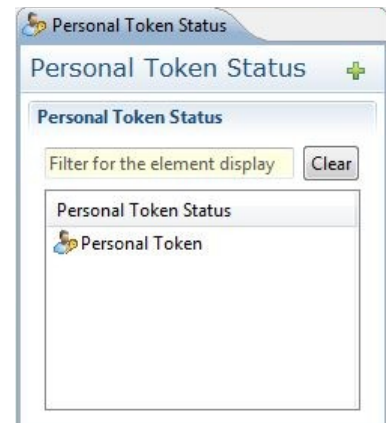 Personal Token Status
Personal Token Status
Personal Token Status
Filter for the element display Clear
Personal Token Status
Personal Token